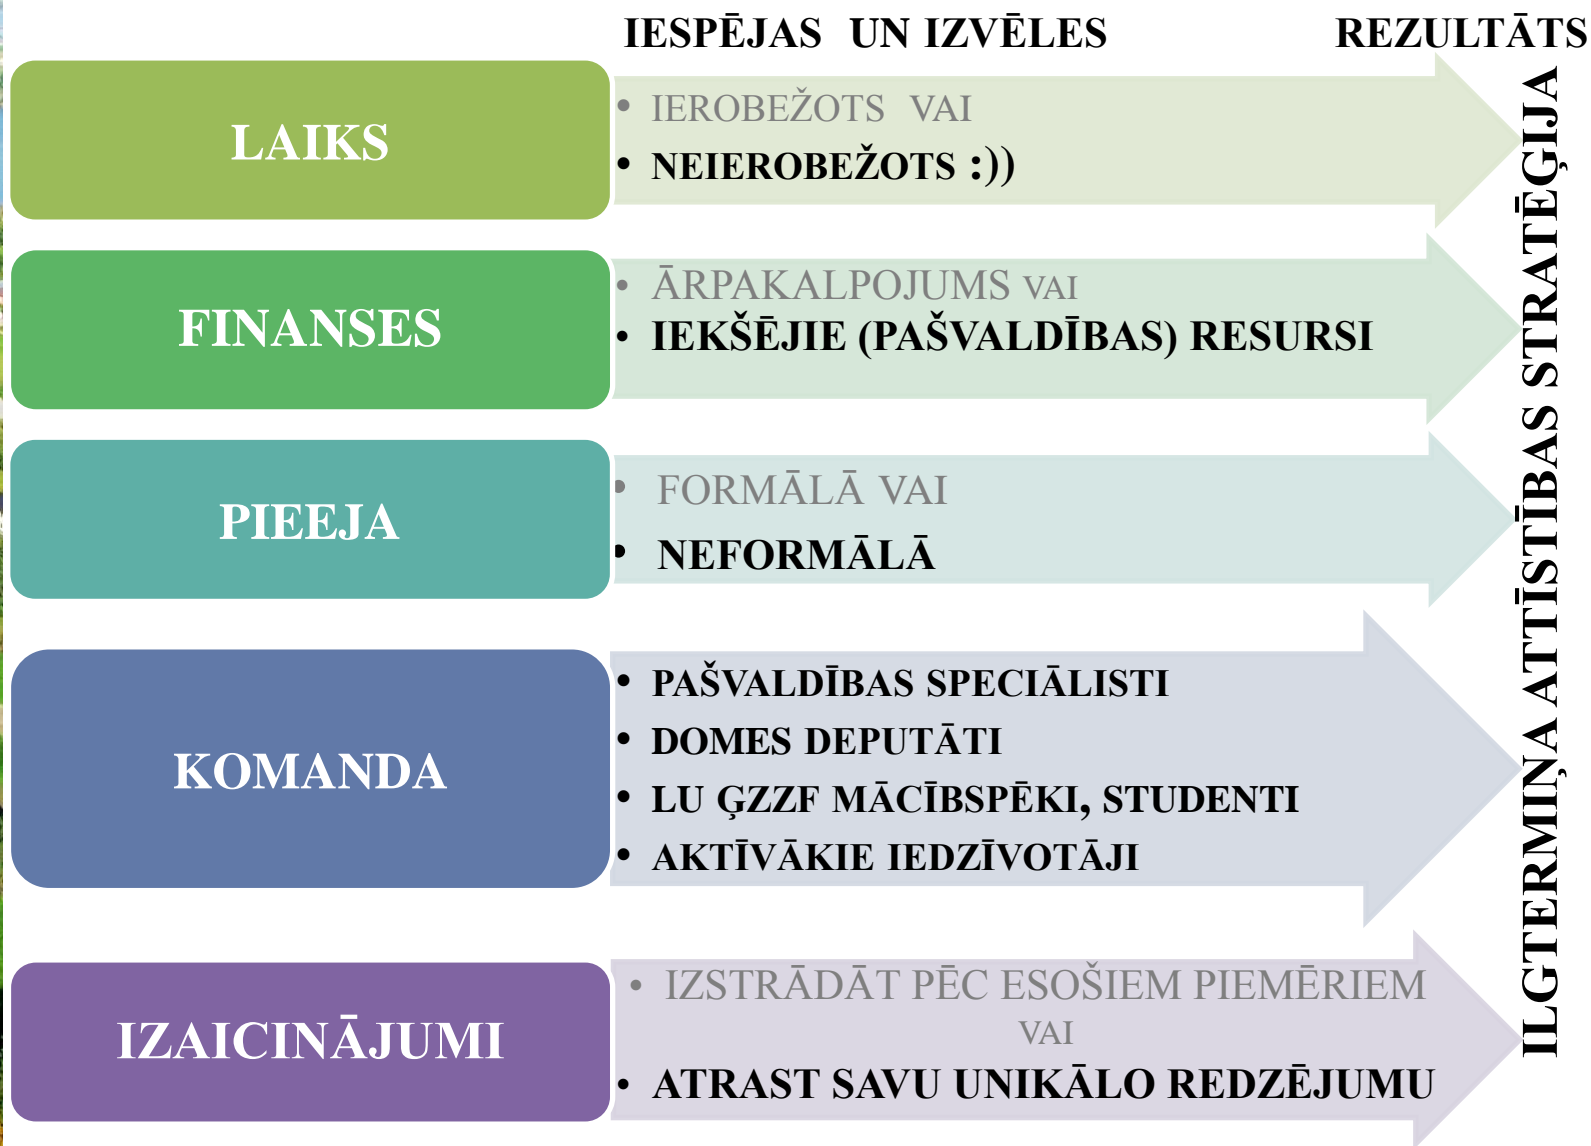 IESPĒJAS UN IZVĒLES
REZULTĀTS
LAIKS
• IEROBEŽOTS VAI
• NEIEROBEŽOTS :))
FINANSES
• ĀRPAKALPOJUMS VAI
• IEKŠĒJIE (PAŠVALDĪBAS) RESURSI
PIEEJA
• FORMĀLĀ VAI
• NEFORMĀLĀ
KOMANDA
• PAŠVALDĪBAS SPECIĀLISTI
• DOMES DEPUTĀTI
• LU ĢZZF MĀCĪBSPĒKI, STUDENTI
• AKTĪVĀKIE IEDZĪVOTĀJI
IZAICINĀJUMI
• IZSTRĀDĀT PĒC ESOŠIEM PIEMĒRIEM
VAI
• ATRAST SAVU UNIKĀLO REDZĒJUMU
ILGTERMIŅA ATTĪSTĪBAS STRATĒĢIJA